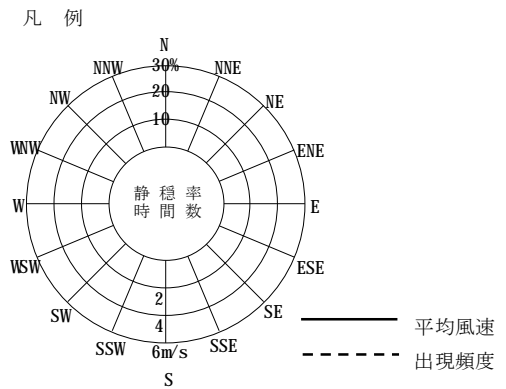 凡 例
N
NNW 30% NNE
NW 20 NE
10
WNW ENE
静 穏 率
W 時 間 数 E
WSW ESE
2
SW 4 SE
SSW 6m/s SSE
S
平均風速
出現頻度